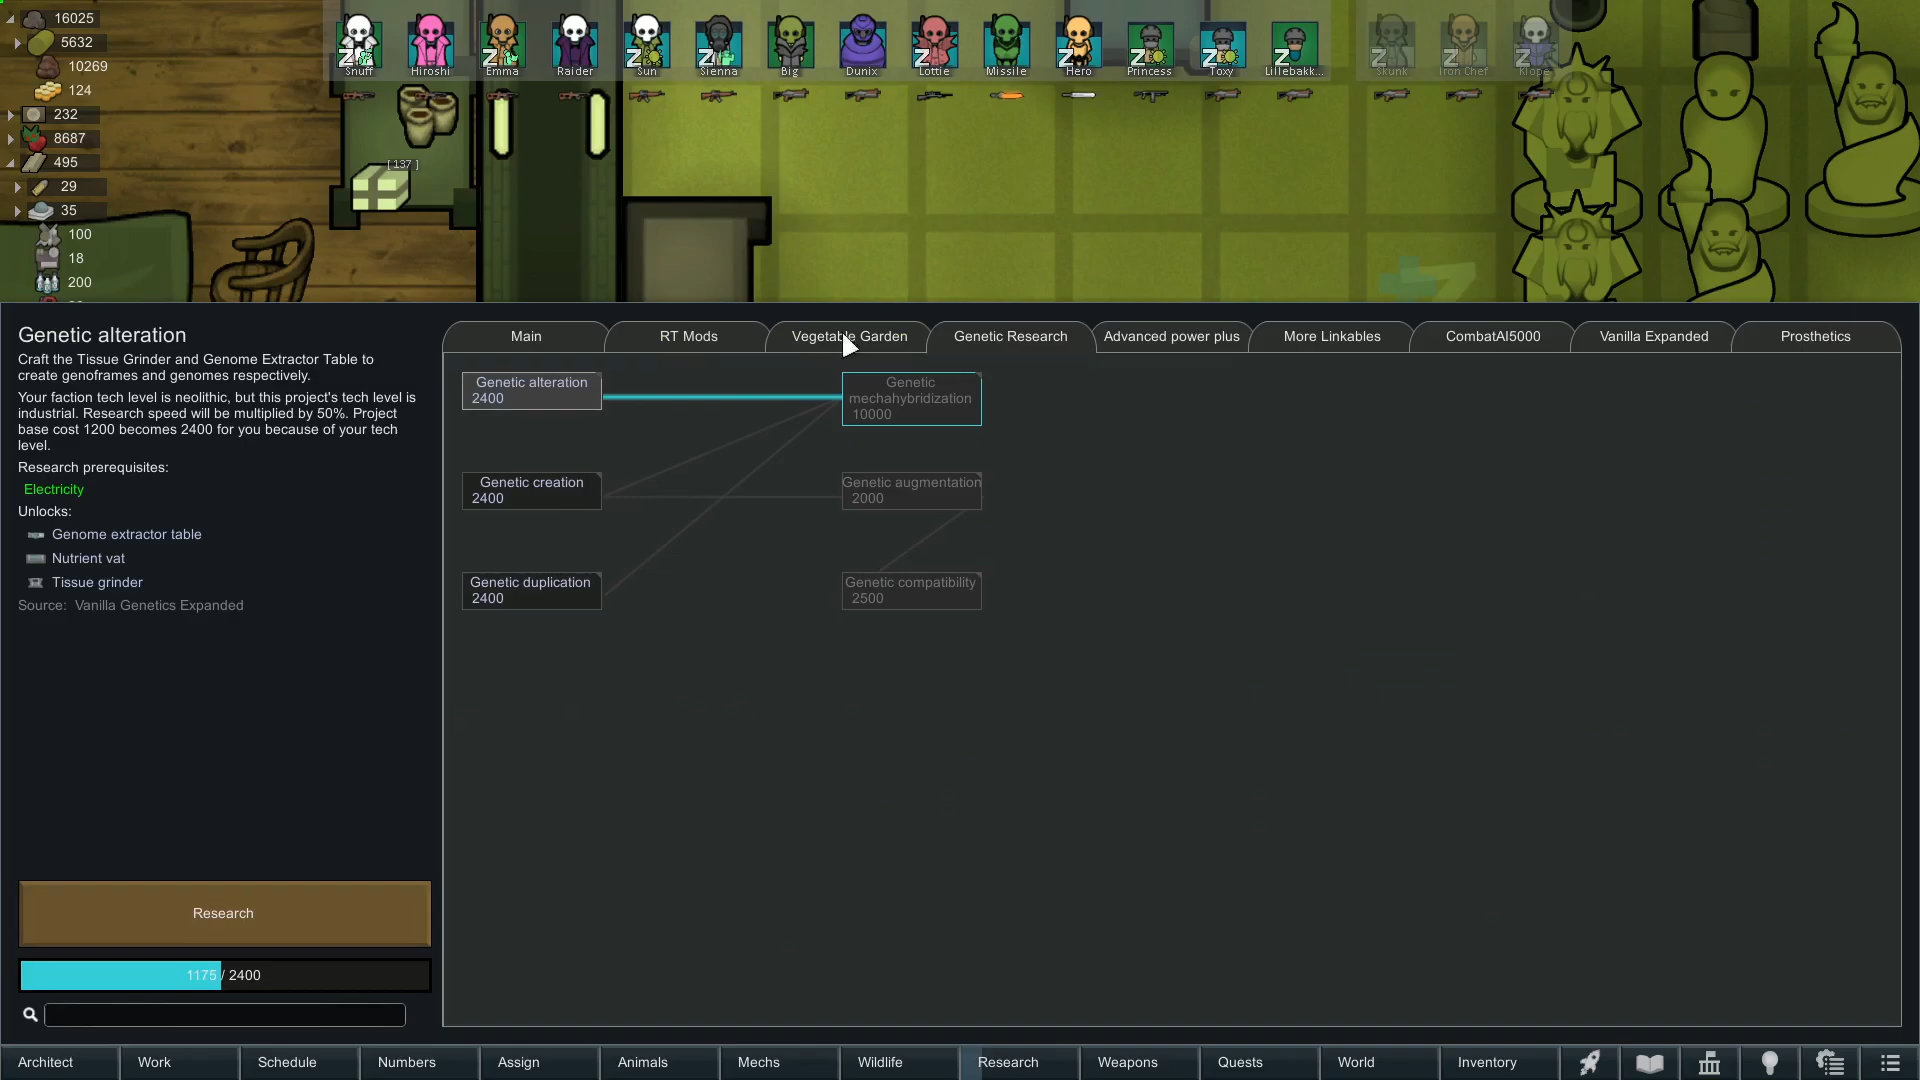 16025
5632
10269
124
232
8687
495
29
35
100
18
200
Snuff
Hiroshi
Emma
Raider
Sun
Sienna
Big
Dunix
Lottie
Missile
Hero
Princess
Toxy
Lillebakk...
Skunk
Iron Chef
Klope
[ 137 ]
Main
RT Mods
Vegetable Garden
Genetic Research
Advanced power plus
More Linkables
CombatAI5000
Vanilla Expanded
Prosthetics
Genetic alteration
Craft the Tissue Grinder and Genome Extractor Table to
create genoframes and genomes respectively.
Your faction tech level is neolithic, but this project's tech level is
industrial. Research speed will be multiplied by 50%. Project
base cost 1200 becomes 2400 for you because of your tech
level.
Research prerequisites:
Electricity
Unlocks:
Genome extractor table
Nutrient vat
Tissue grinder
Source: Vanilla Genetics Expanded
Genetic alteration
2400
Genetic
mechahybridization
10000
Genetic creation
2400
Genetic augmentation
2000
Genetic duplication
2400
Genetic compatibility
2500
Research
1175 / 2400
Architect
Work
Schedule
Numbers
Assign
Animals
Mechs
Wildlife
Research
Weapons
Quests
World
Inventory